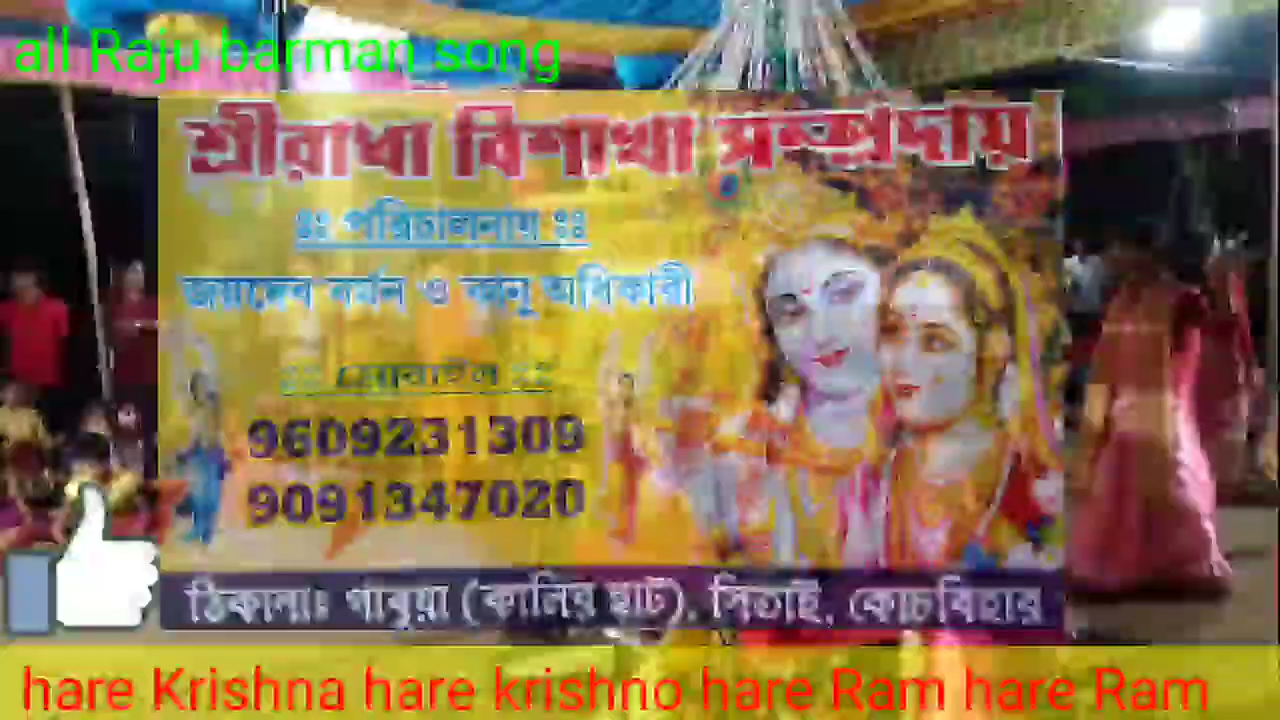 all Raju barman song
শ্রীরাধা বিশাখা সম্প্রদায়
ঃঃ পরিচালনায় ঃঃ
জয়দেব বর্মন ও অধিকারী
ঃঃ মোবাইল ঃঃ
9609231309
9091347020
ঠিকানাঃ গাবুয়া (কালির ঘাট), সিতাই, কোচবিহার
hare Krishna hare krishno hare Ram hare Ram